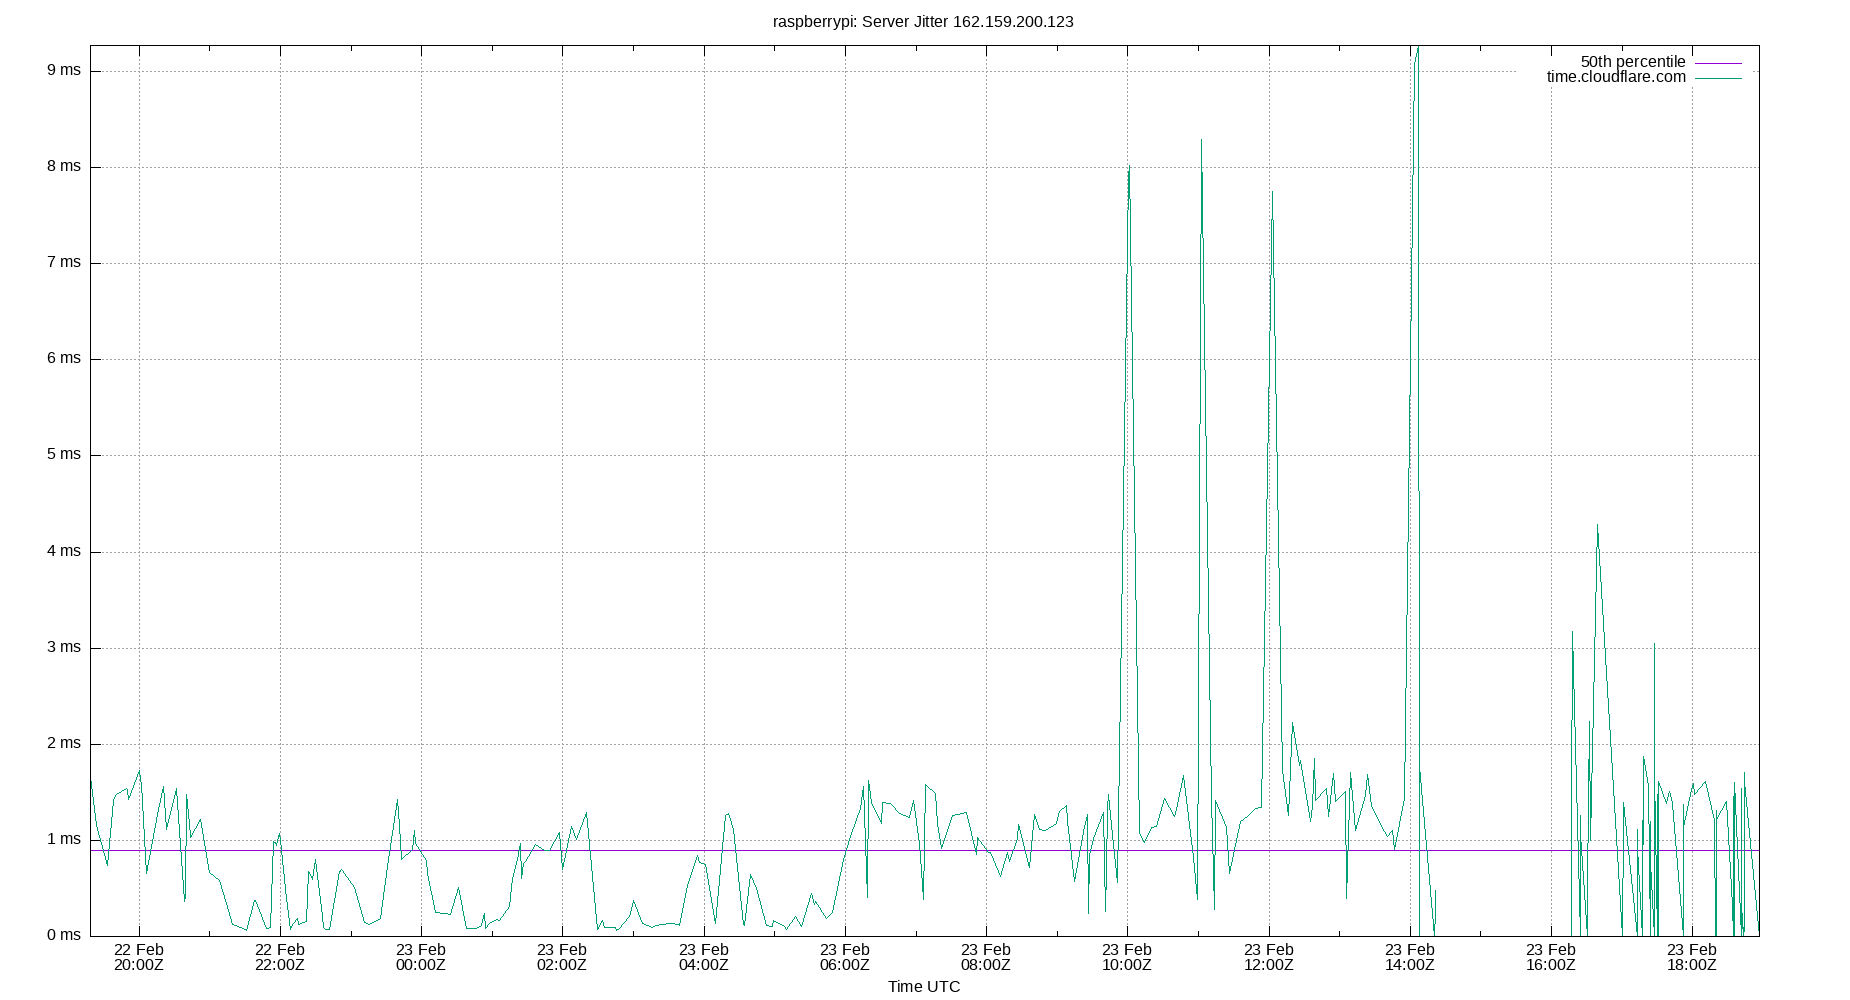 raspberrypi: Server Jitter 162.159.200.123
50th percentile
time.cloudflare.com
9 ms
8 ms
7 ms
6 ms
5 ms
4 ms
3 ms
2 ms
1 ms
0 ms
22 Feb 22 Feb 23 Feb 23 Feb 23 Feb 23 Feb 23 Feb 23 Feb 23 Feb 23 Feb 23 Feb 23 Feb
20:00Z 22:00Z 00:00Z 02:00Z 04:00Z 06:00Z 08:00Z 10:00Z 12:00Z 14:00Z 16:00Z 18:00Z
Time UTC